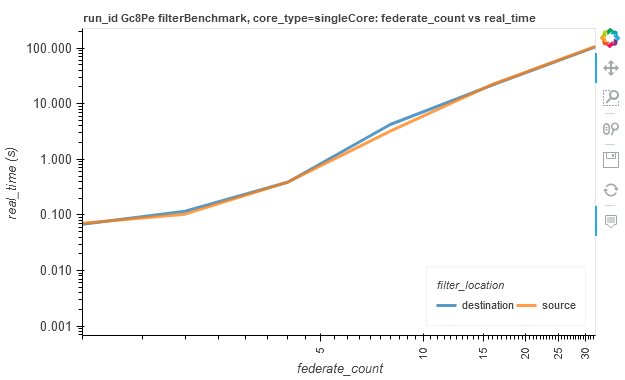 run_id Gc8Pe filterBenchmark, core_type=singleCore: federate_count vs real_time
100.000
10.000
1.000
0.100
0.010
0.001
real_time (s)
filter_location
destination
source
5
10
15
20
25
30
federate_count